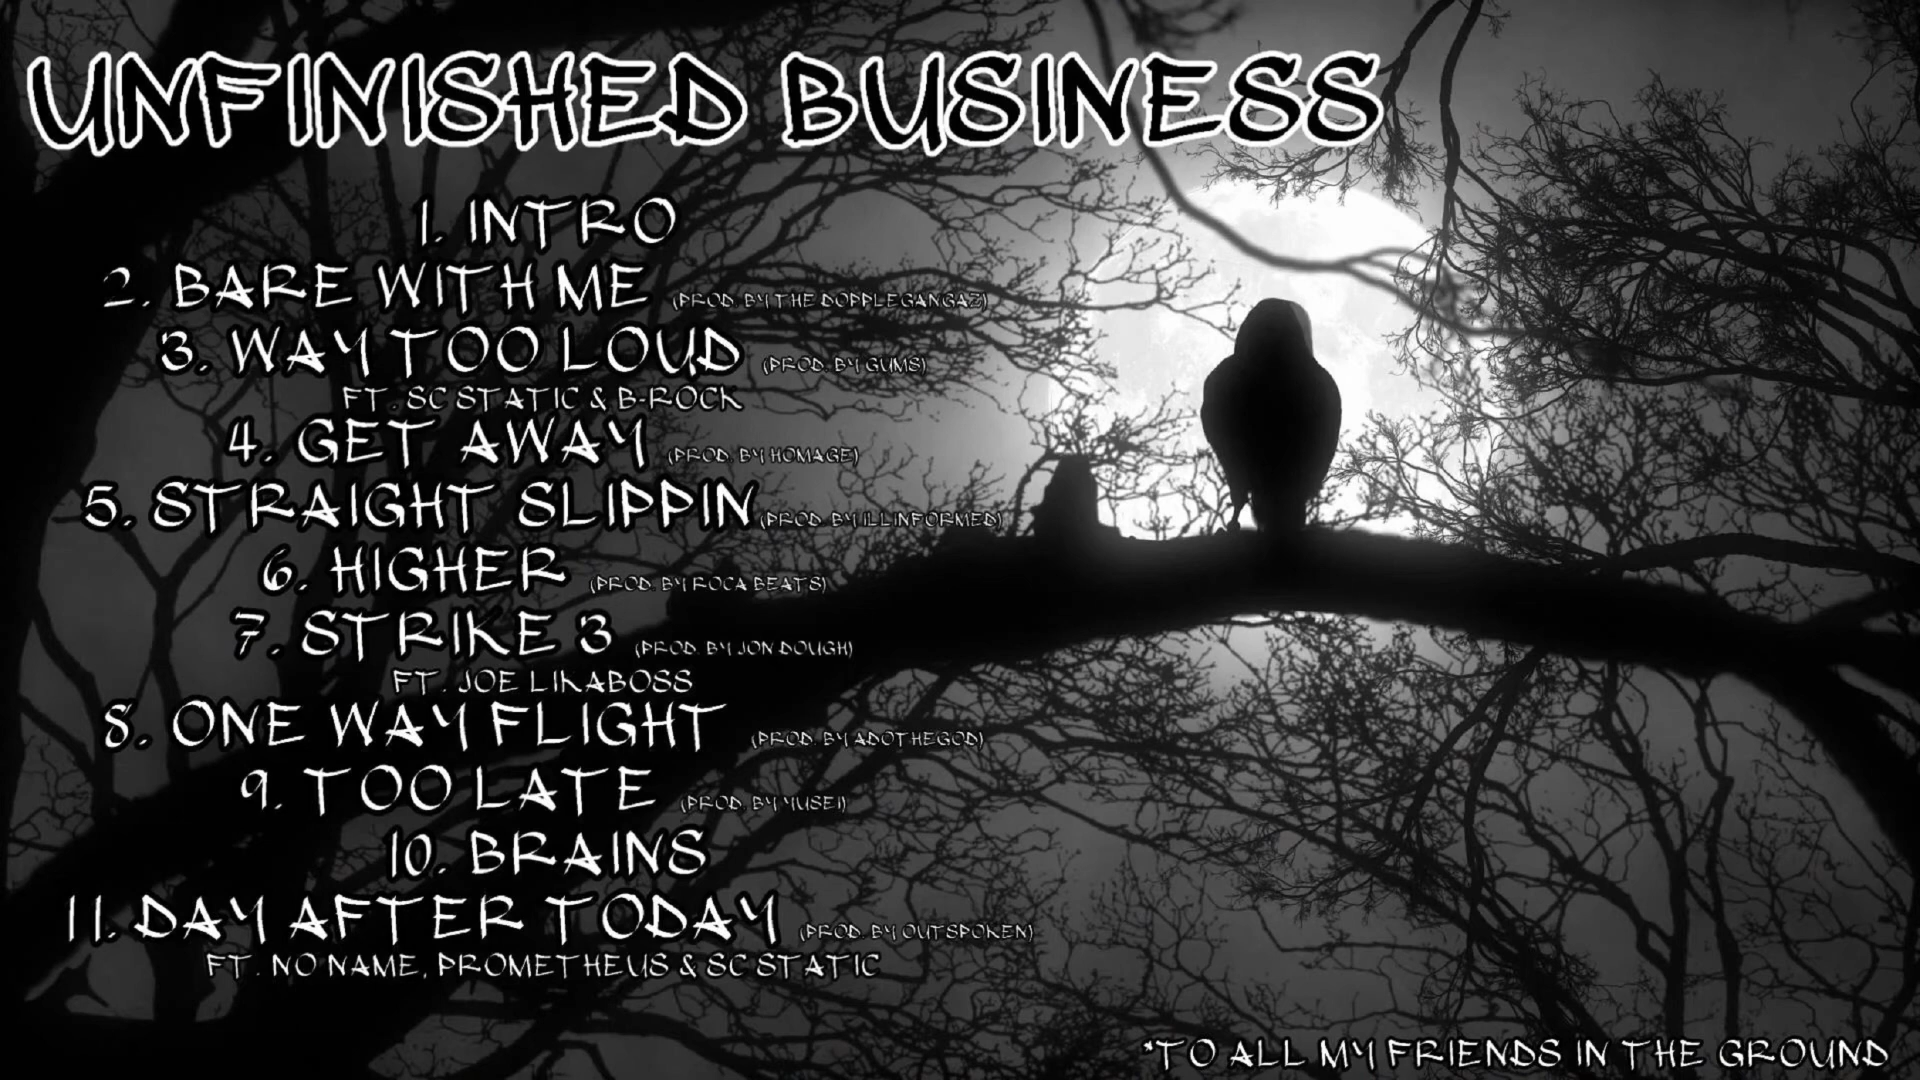 UNFINISHED BUSINESS
1. INTRO
2. BARE WITH ME (PROD. BY THE DOPPLEGANGAZ)
3. WAY TOO LOUD (PROD. BY GUMS)
FT. SC STATIC & B-ROCK
4. GET AWAY (PROD. BY HOMAGE)
5. STRAIGHT SLIPPIN (PROD. BY ILLINFORMED)
6. HIGHER (PROD. BY ROCA BEATS)
7. STRIKE 3 (PROD. BY JON DOUGH)
FT. JOE LIKABOSS
8. ONE WAY FLIGHT (PROD. BY ADOTHEGOD)
9. TOO LATE (PROD. BY YUSEI)
10. BRAINS
11. DAY AFTER TODAY (PROD. BY OUTSPOKEN)
FT. NO NAME, PROMETHEUS & SC STATIC
*TO ALL MY FRIENDS IN THE GROUND